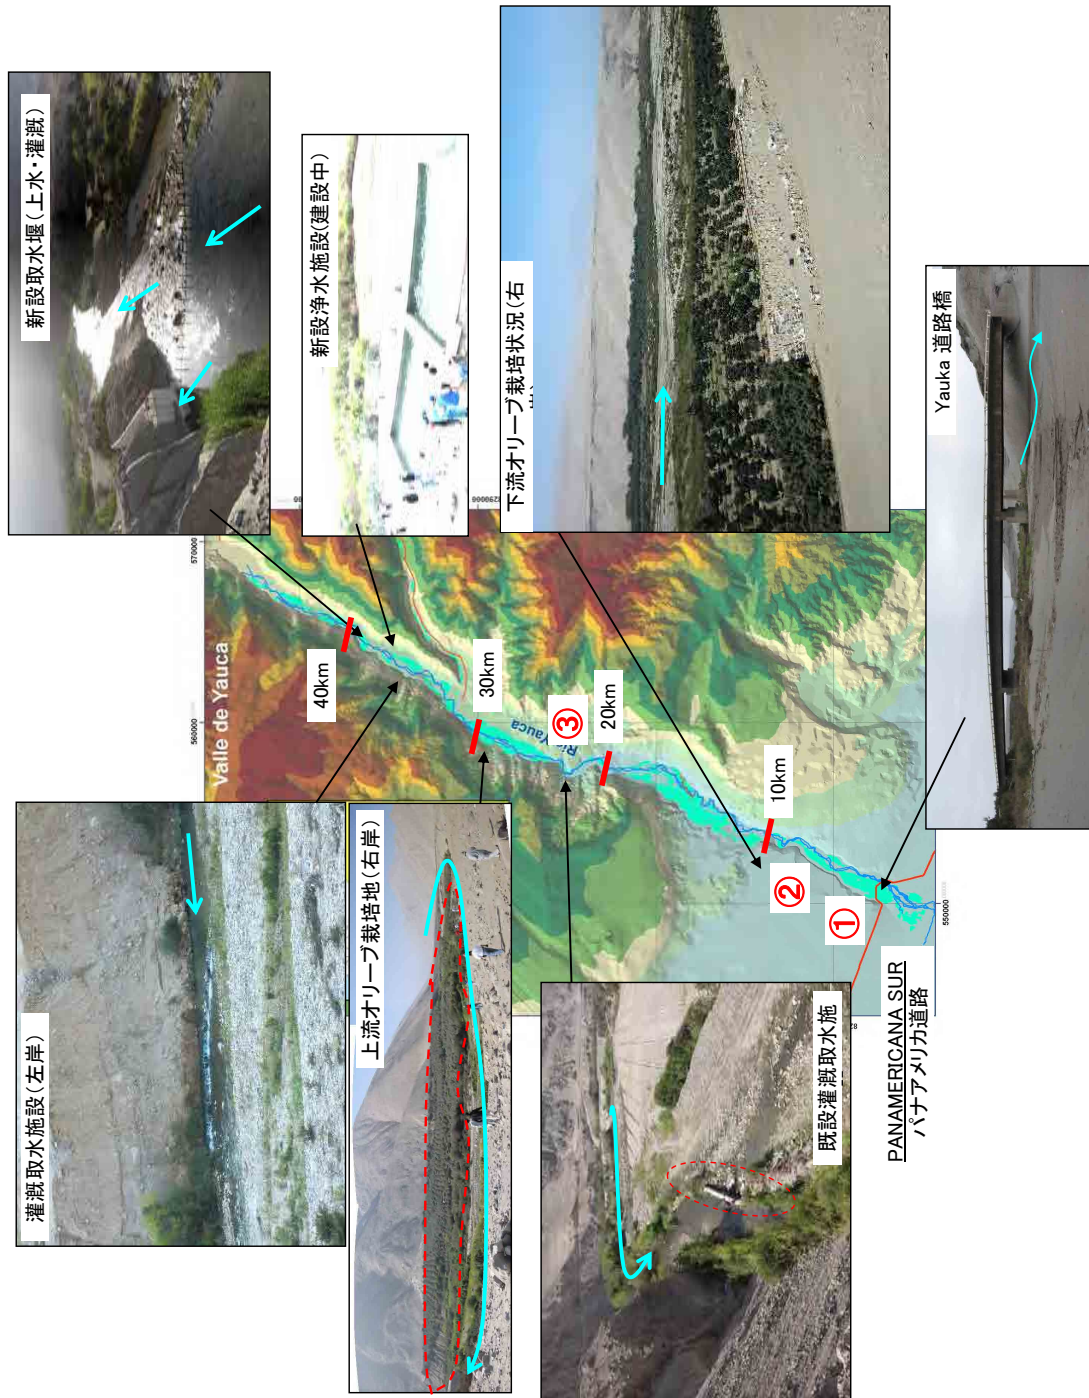 新設取水堰(上水・灌漑)
新設浄水施設(建設中)
下流オリーブ栽培状況(右
Yauka 道路橋
570000
560000
550000
Valle de Yauca
40km
30km
20km
10km
Rio Yauca
③
②
①
灌漑取水施設(左岸)
上流オリーブ栽培地(右岸)
既設灌漑取水施
PANAMERICANA SUR
パナアメリカ道路